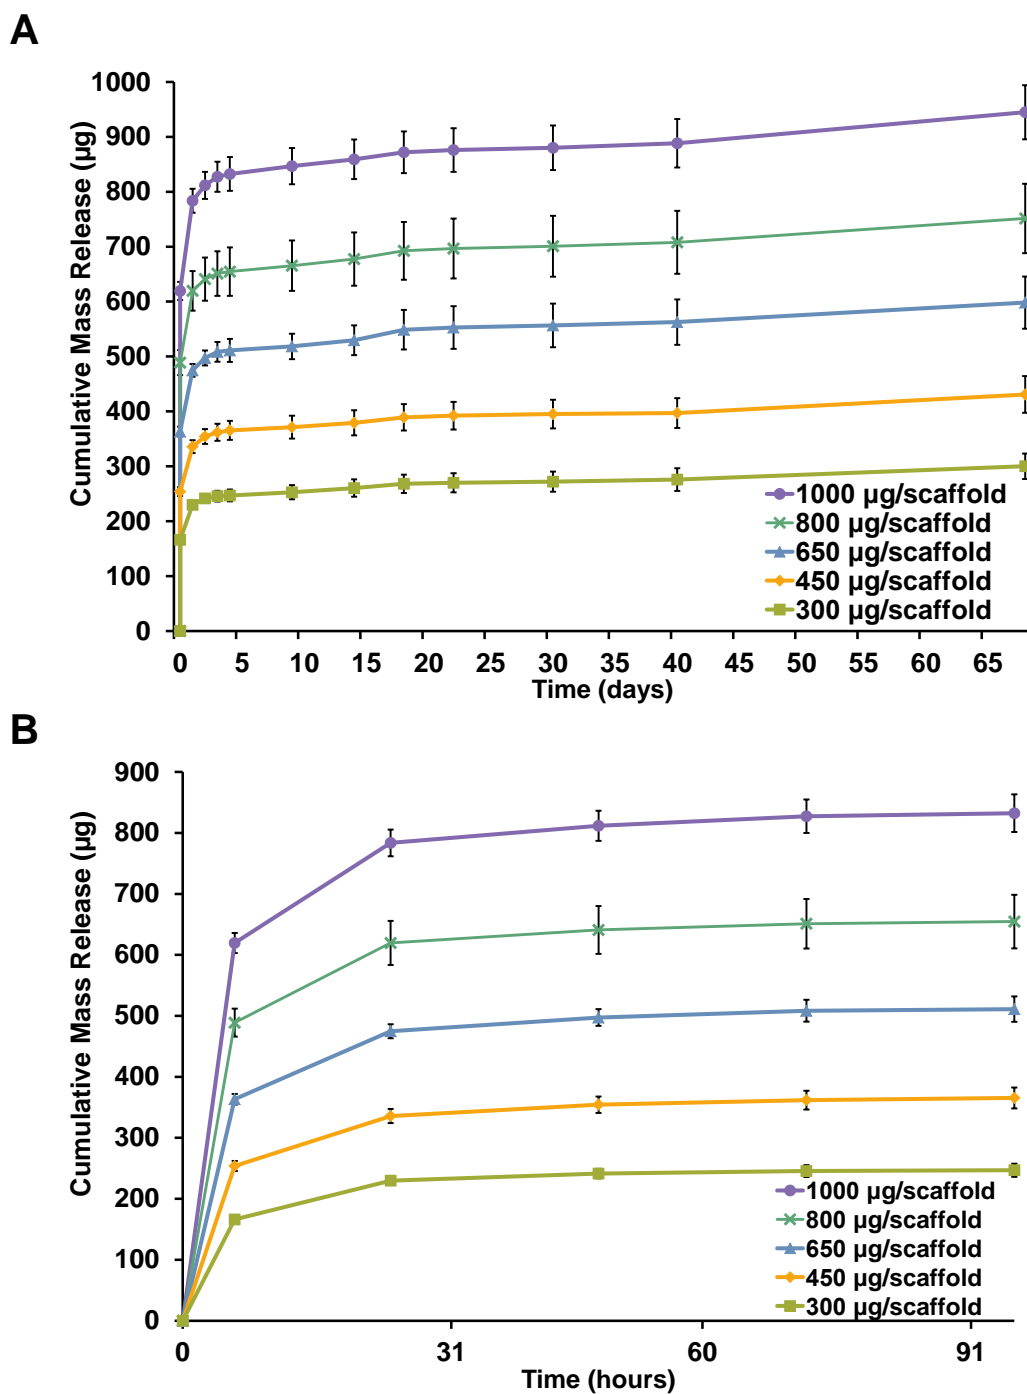 A
Cumulative Mass Release (µg)
1000
900
800
700
600
500
400
300
200
100
0
1000 µg/scaffold
800 µg/scaffold
650 µg/scaffold
450 µg/scaffold
300 µg/scaffold
0 5 10 15 20 25 30 35 40 45 50 55 60 65
Time (days)
B
Cumulative Mass Release (µg)
900
800
700
600
500
400
300
200
100
0
1000 µg/scaffold
800 µg/scaffold
650 µg/scaffold
450 µg/scaffold
300 µg/scaffold
0 31 60 91
Time (hours)